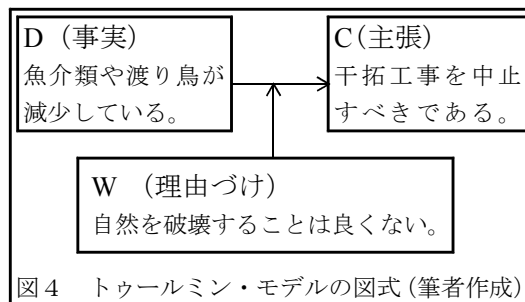 D（事実）
魚介類や渡り鳥が
減少している。
C（主張）
干拓工事を中止
すべきである。
W （理由づけ）
自然を破壊することは良くない。
図４ トゥールミン・モデルの図式（筆者作成）